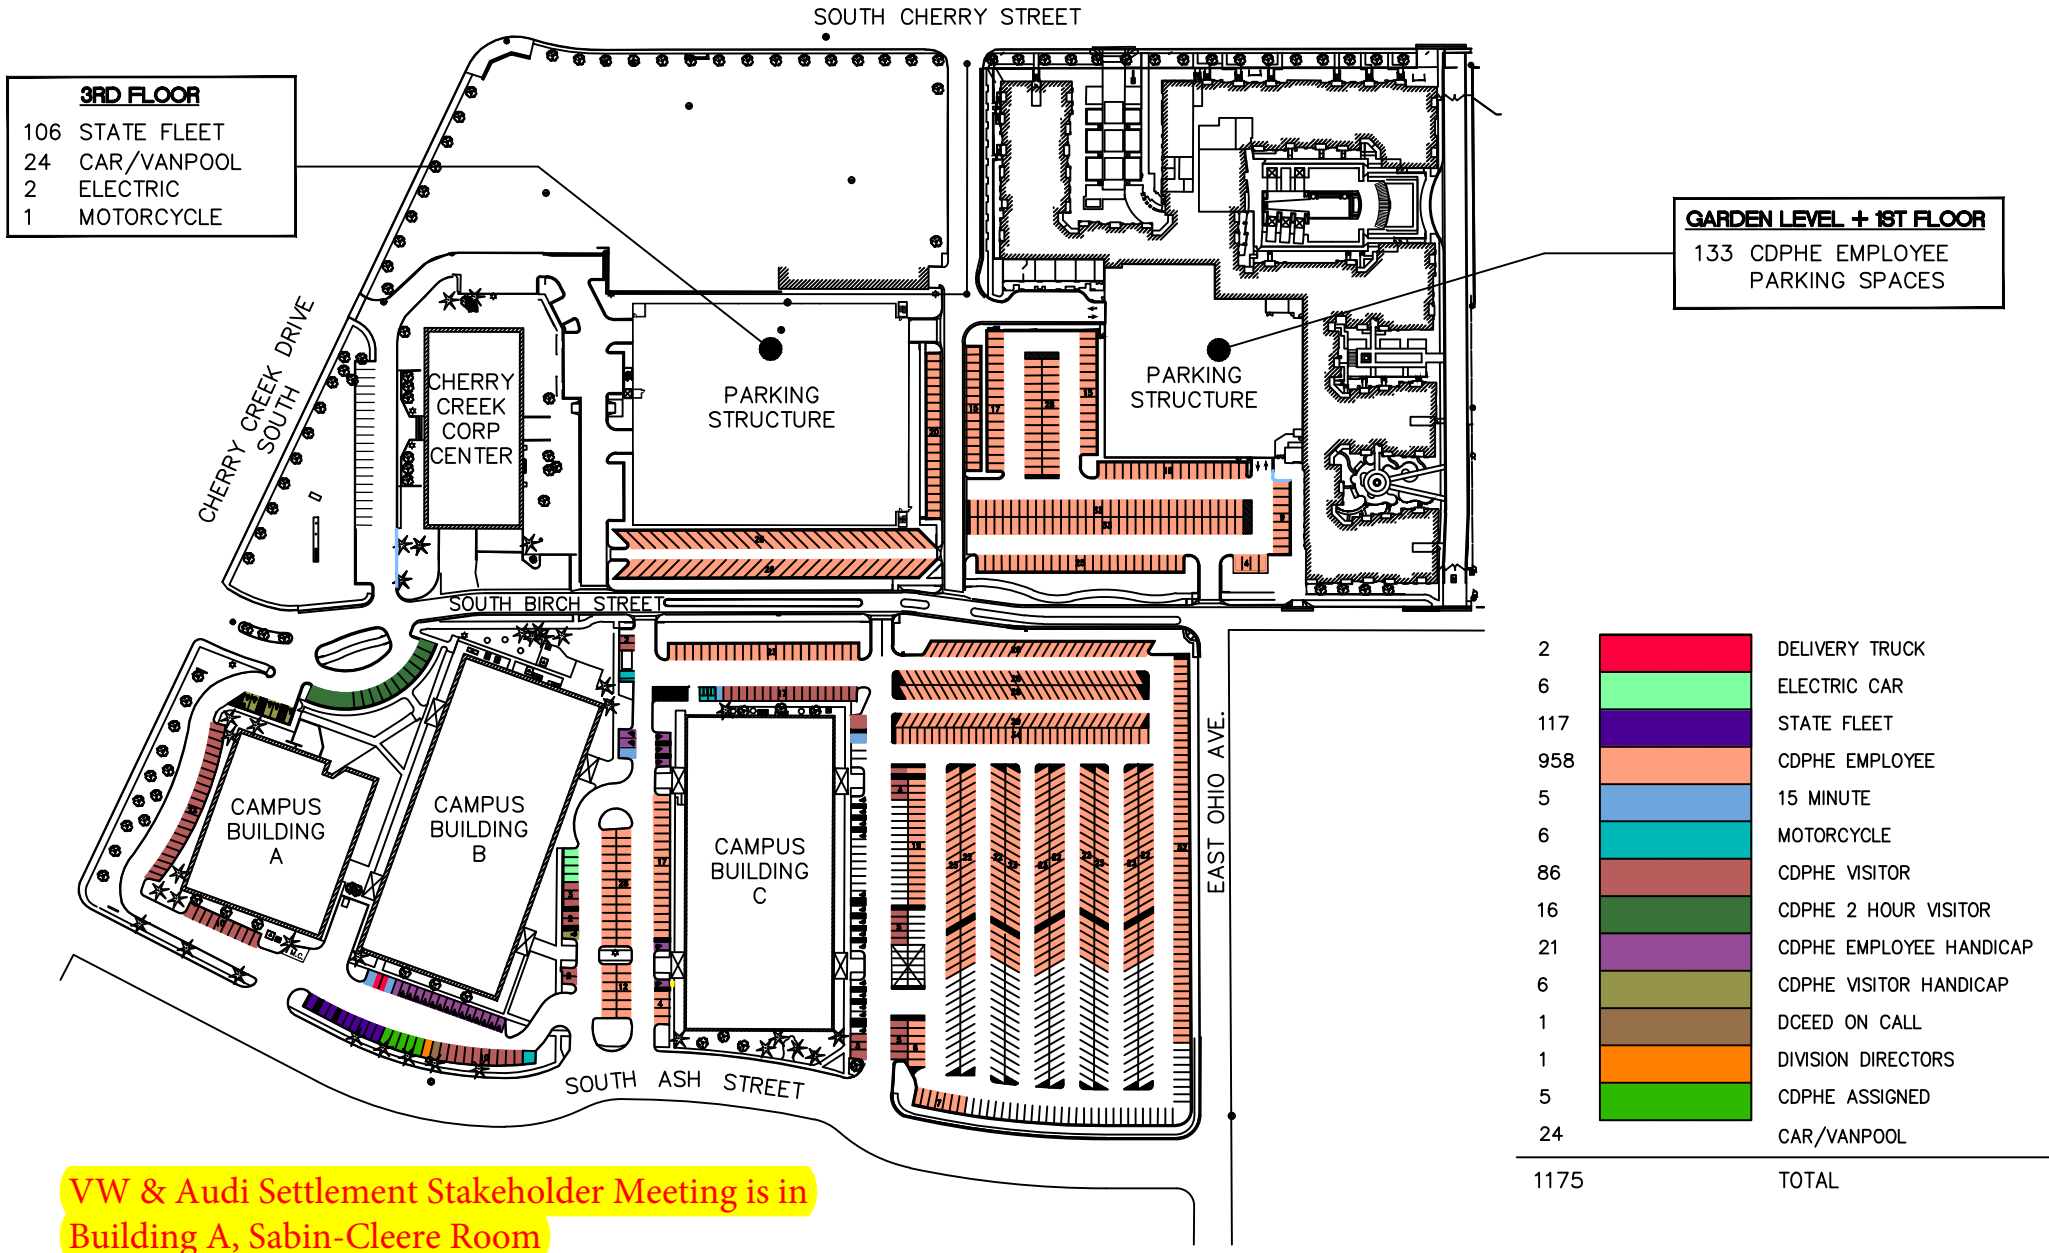 SOUTH CHERRY STREET
3RD FLOOR
106 STATE FLEET
24 CAR/VANPOOL
2 ELECTRIC
1 MOTORCYCLE
GARDEN LEVEL + 1ST FLOOR
133 CDPHE EMPLOYEE
PARKING SPACES
CHERRY CREEK DRIVE
SOUTH
CHERRY
CREEK
CORP
CENTER
PARKING
STRUCTURE
PARKING
STRUCTURE
SOUTH BIRCH STREET
CAMPUS
BUILDING
A
CAMPUS
BUILDING
B
CAMPUS
BUILDING
C
EAST OHIO AVE.
SOUTH ASH STREET
2 DELIVERY TRUCK
6 ELECTRIC CAR
117 STATE FLEET
958 CDPHE EMPLOYEE
5 15 MINUTE
6 MOTORCYCLE
86 CDPHE VISITOR
16 CDPHE 2 HOUR VISITOR
21 CDPHE EMPLOYEE HANDICAP
6 CDPHE VISITOR HANDICAP
1 DCEED ON CALL
1 DIVISION DIRECTORS
5 CDPHE ASSIGNED
24 CAR/VANPOOL
1175 TOTAL
VW & Audi Settlement Stakeholder Meeting is in
Building A, Sabin-Cleere Room